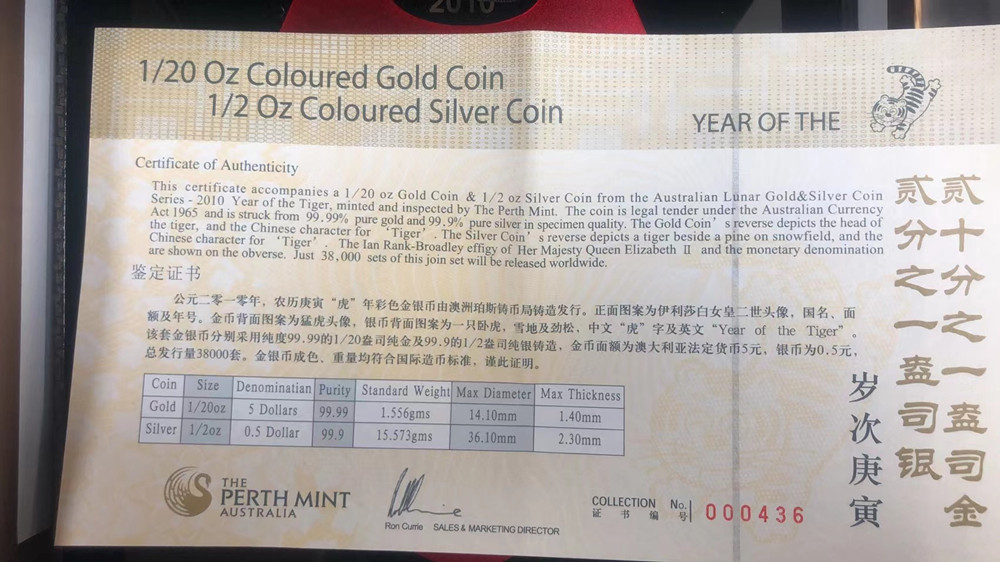 2010
1/20 Oz Coloured Gold Coin
1/2 Oz Coloured Silver Coin
YEAR OF THE
Certificate of Authenticity
This certificate accompanies a 1/20 oz Gold Coin & 1/2 oz Silver Coin from the Australian Lunar Gold&Silver Coin
Series - 2010 Year of the Tiger, minted and inspected by The Perth Mint. The coin is legal tender under the Australian Currency
Act 1965 and is struck from 99.99% pure gold and 99.9% pure silver in specimen quality. The Gold Coin's reverse depicts the head of
the tiger, and the Chinese character for 'Tiger'. The Silver Coin's reverse depicts a tiger beside a pine on snowfield, and the
Chinese character for 'Tiger'. The Ian Rank-Broadley effigy of Her Majesty Queen Elizabeth II and the monetary denomination
are shown on the obverse. Just 38,000 sets of this join set will be released worldwide.
鉴定证书
公元二零一零年，农历庚寅“虎”年彩色金银币由澳洲珀斯铸币局铸造发行。正面图案为伊利莎白女皇二世头像，国名、面
额及年号。金币背面图案为猛虎头像，银币背面图案为一只卧虎，雪地及劲松，中文“虎”字及英文“Year of the Tiger”。
该套金银币分别采用纯度99.99的1/20盎司纯金及99.9的1/2盎司纯银铸造，金币面额为澳大利亚法定货币5元，银币为0.5元，
总发行量38000套。金银币成色、重量均符合国际造币标准，谨此证明。
Coin Size Denominatian Purity Standard Weight Max Diameter Max Thickness
Gold 1/20oz 5 Dollars 99.99 1.556gms 14.10mm 1.40mm
Silver 1/2oz 0.5 Dollar 99.9 15.573gms 36.10mm 2.30mm
THE
PERTH MINT
AUSTRALIA
Ron Currie SALES & MARKETING DIRECTOR
COLLECTION No.
证书编号
000436
贰十分之一盎司金
贰分之一盎司银
岁次庚寅